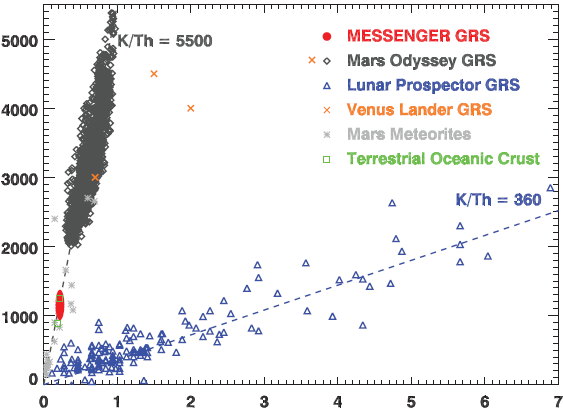 5000
4000
3000
2000
1000
0
K/Th = 5500
MESSENGER GRS
Mars Odyssey GRS
Lunar Prospector GRS
Venus Lander GRS
Mars Meteorites
Terrestrial Oceanic Crust
K/Th = 360
0 1 2 3 4 5 6 7